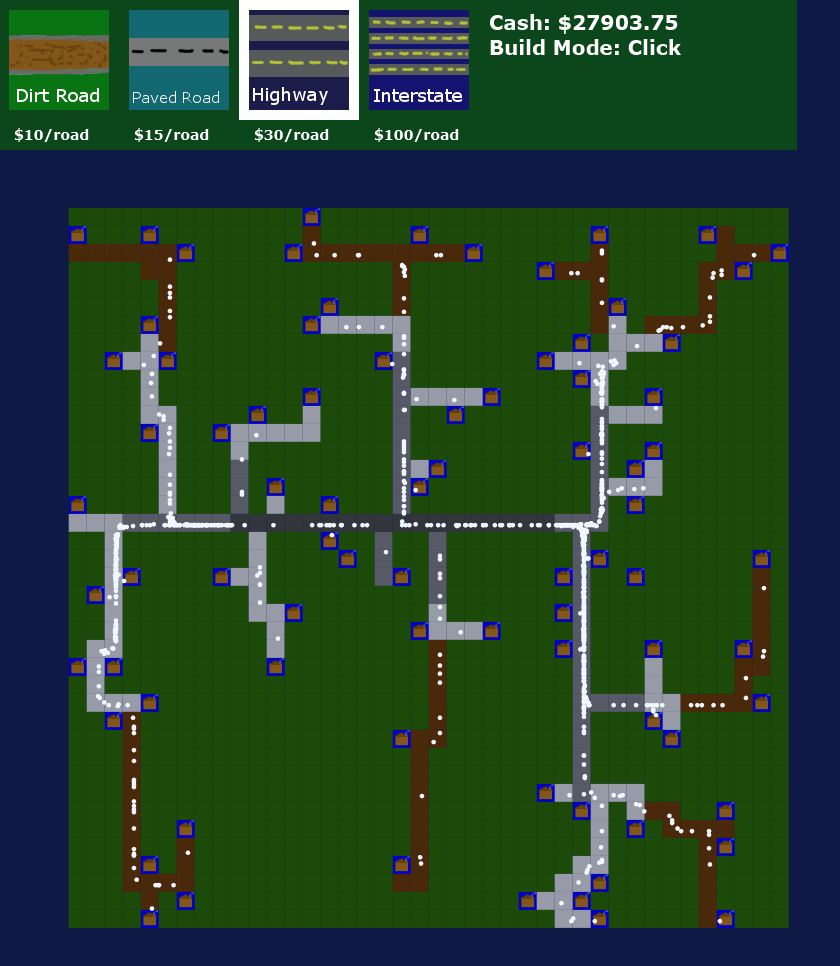 Cash: $27903.75
Build Mode: Click
Dirt Road
Paved Road
Highway
Interstate
$10/road
$15/road
$30/road
$100/road